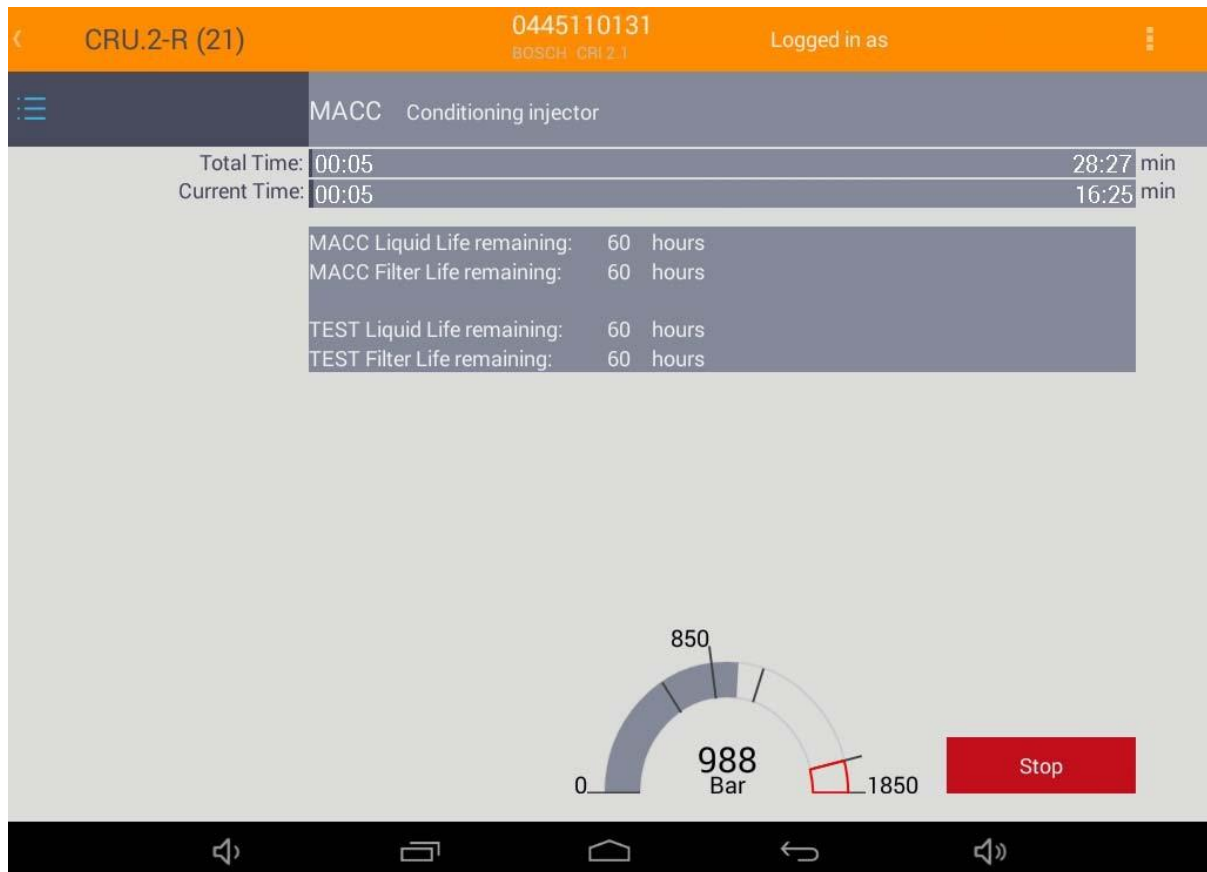 CRU.2-R (21)
0445110131
BOSCH CRI 2.1
Logged in as
MACC Conditioning injector
Total Time: 00:05 28:27 min
Current Time: 00:05 16:25 min
MACC Liquid Life remaining: 60 hours
MACC Filter Life remaining: 60 hours
TEST Liquid Life remaining: 60 hours
TEST Filter Life remaining: 60 hours
850
988
Bar
0
1850
Stop